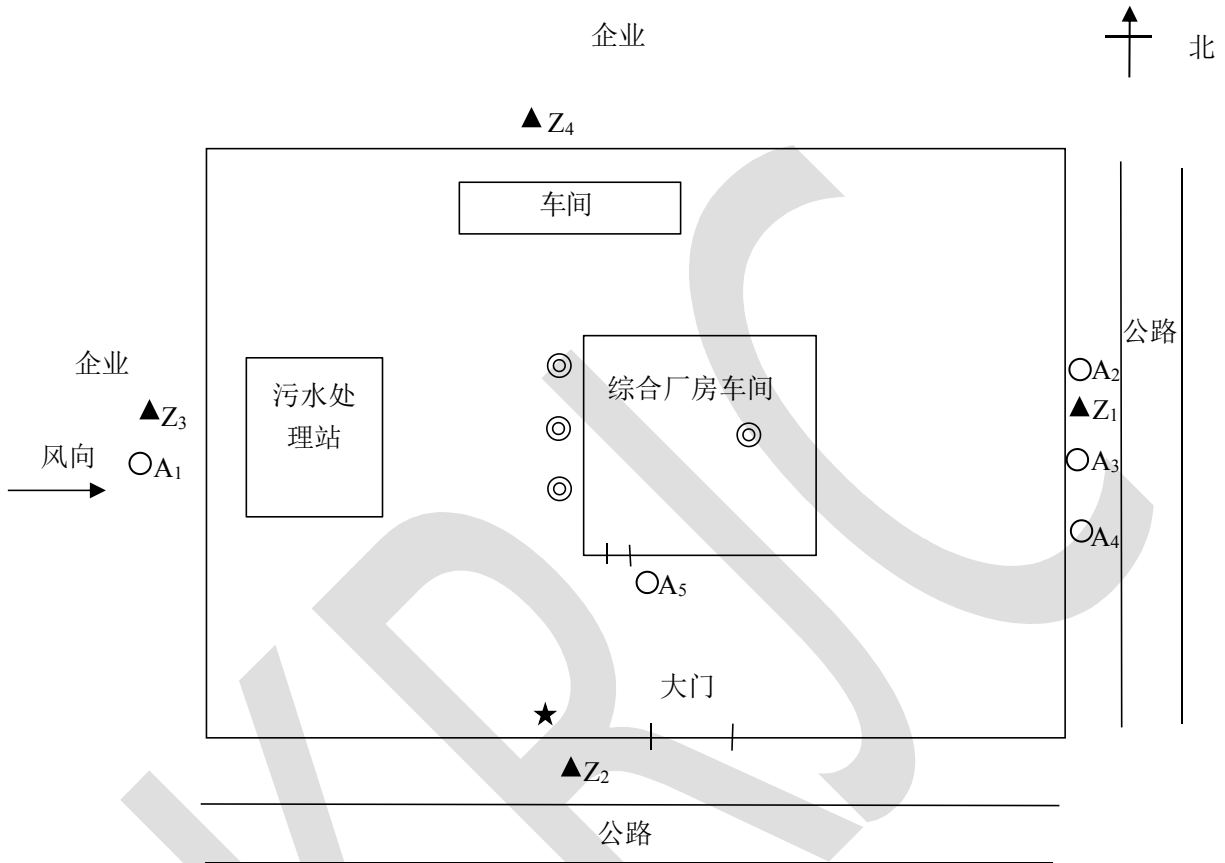 企业
北
▲Z₄
车间
公路
企业
污水处
理站
综合厂房车间
○A₂
▲Z₃
▲Z₁
风向
○A₁
○A₃
○A₄
○A₅
大门
★
▲Z₂
公路
KRJC